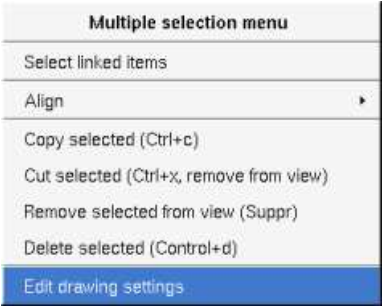 Multiple selection menu
Select linked items
Align
Copy selected (Ctrl+c)
Cut selected (Ctrl+x, remove from view)
Remove selected from view (Suppr)
Delete selected (Control+d)
Edit drawing settings